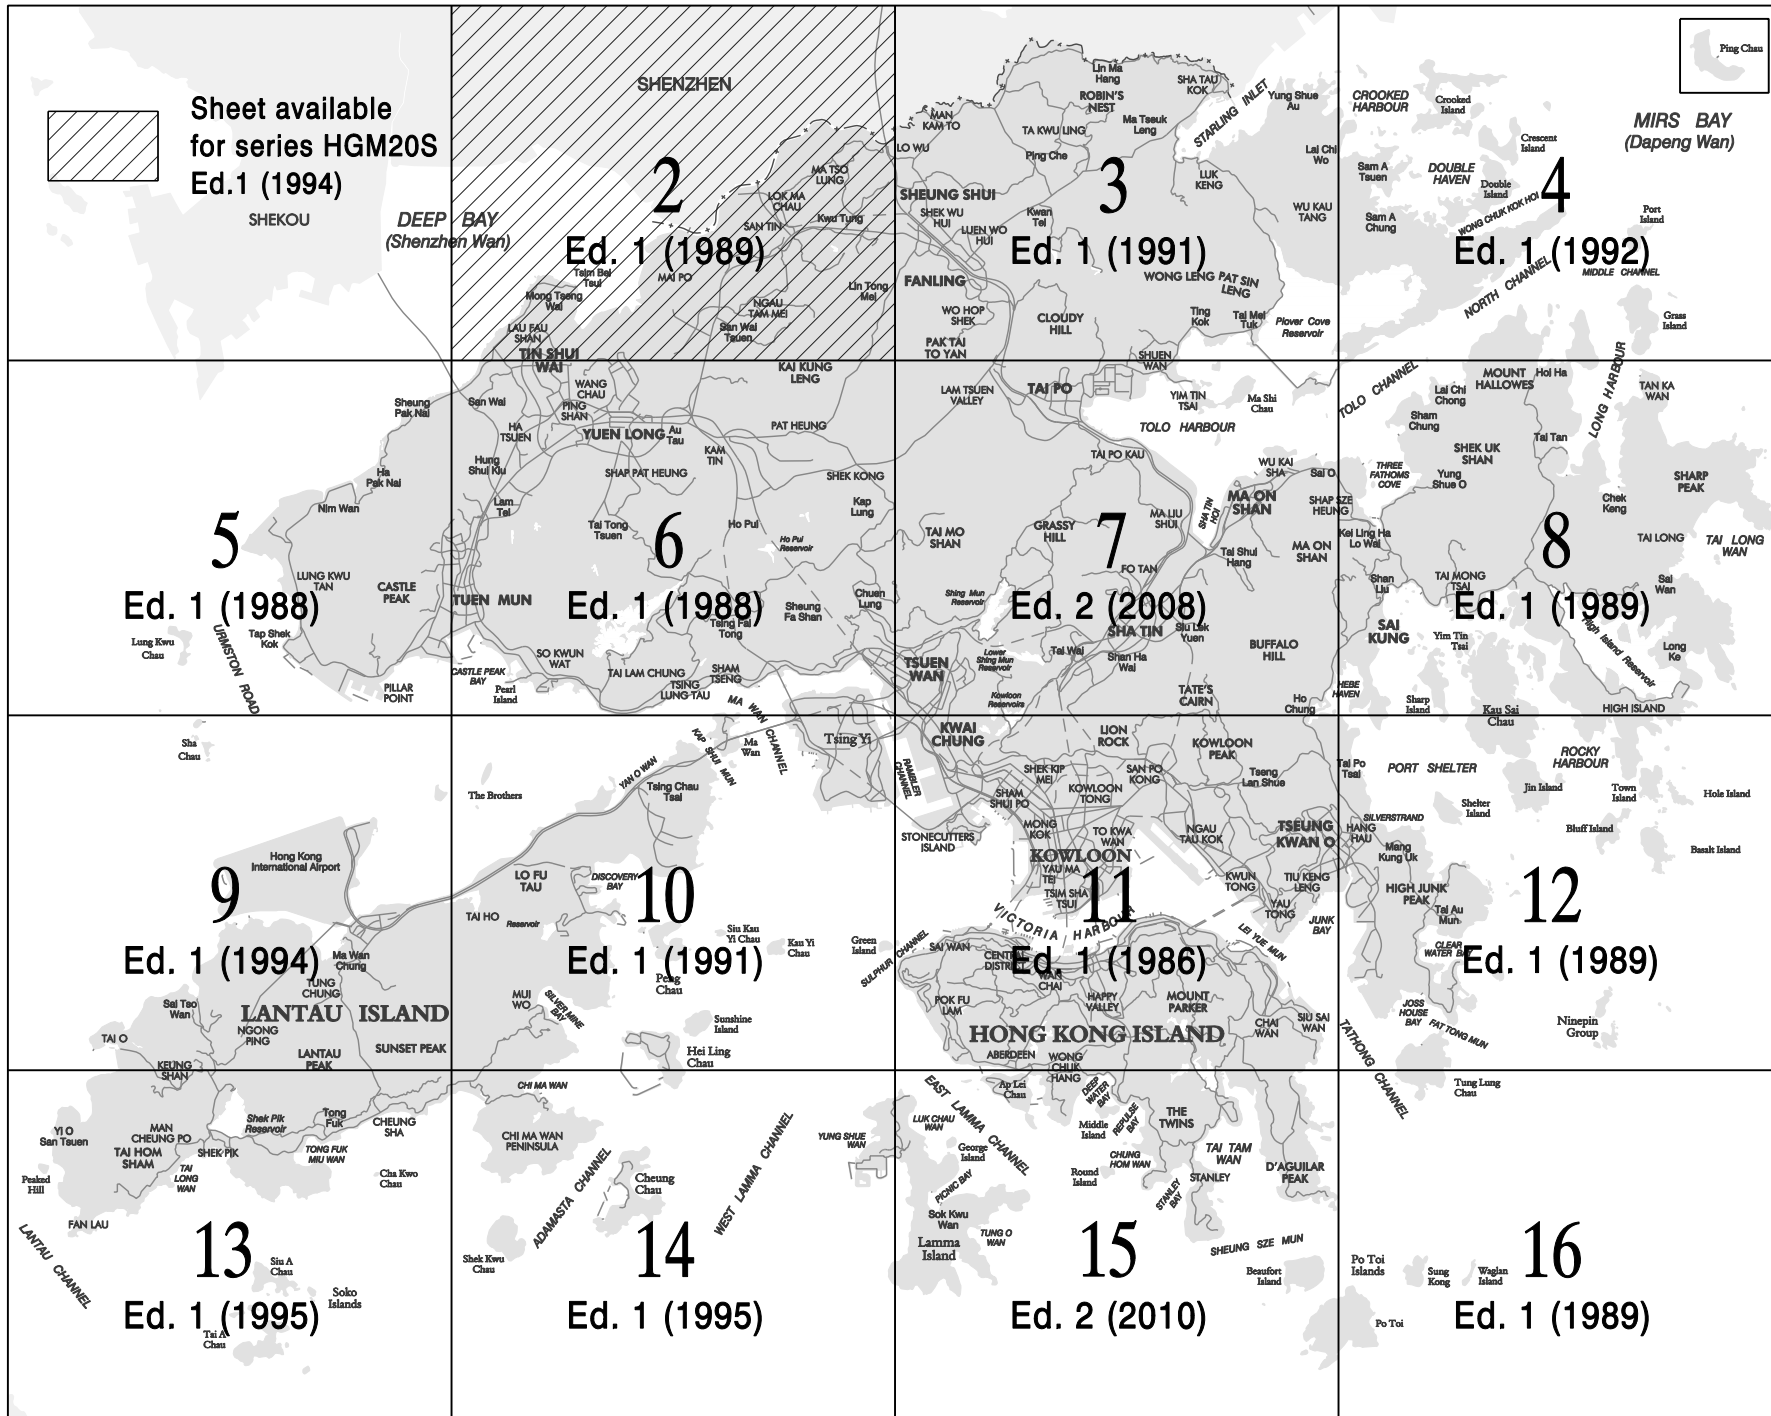 Sheet available
for series HGM20S
Ed.1 (1994)
SHEKOU
DEEP BAY
(Shenzhen Wan)
SHENZHEN
MA TSO
LUNG
LOK MA
CHAU
Kwu Tung
SAN TIN
2
Ed. 1 (1989)
Tsim Bei
Tsui
MAI PO
Mong Tseng
Wai
Lin Tong
Mei
NGAU
TAM MEI
San Wai
Tsuen
LAU FAU
SHAN
TIN SHUI
WAI
Lin Ma
Hang
SHA TAU
KOK
ROBIN'S
NEST
MAN
KAM TO
Ma Tseuk
Leng
TA KWU LING
STARLING INLET
Yung Shue
Au
LO WU
Ping Che
Lai Chi
Wo
LUK
KENG
3
Ed. 1 (1991)
SHEUNG SHUI
SHEK WU
HUI
Kwan
Tei
LUEN WO
HUI
WU KAU
TANG
FANLING
WONG LENG
PAT SIN
LENG
WO HOP
SHEK
CLOUDY
HILL
Ting
Kok
Tai Mei
Tuk
Plover Cove
Reservoir
PAK TAI
TO YAN
SHUEN
WAN
Ping Chau
CROOKED
HARBOUR
Crooked
Island
MIRS BAY
(Dapeng Wan)
Crescent
Island
Sam A
Tsuen
DOUBLE
HAVEN
Double
Island
WONG CHUK KOK HOI
Sam A
Chung
Port
Island
4
Ed. 1 (1992)
NORTH CHANNEL
MIDDLE CHANNEL
Grass
Island
5
Ed. 1 (1988)
Sheung
Pak Nai
Ha
Pak Nai
Nim Wan
LUNG KWU
TAN
CASTLE
PEAK
Lung Kwu
Chau
URMSTON ROAD
Tap Shek
Kok
PILLAR
POINT
KAI KUNG
LENG
WANG
CHAU
San Wai
PING
SHAN
HA
TSUEN
YUEN LONG
Au
Tau
PAT HEUNG
KAM
TIN
Hung
Shui Kiu
SHAP PAT HEUNG
SHEK KONG
Lam
Tei
Kap
Lung
Tai Tong
Tsuen
Ho Pui
Ho Pui
Reservoir
6
Ed. 1 (1988)
TUEN MUN
Chuen
Lung
Sheung
Fa Shan
Tsing Fai
Tong
SO KWUN
WAT
TAI LAM CHUNG
SHAM
TSENG
TSING
LUNG TAU
CASTLE PEAK
BAY
Pearl
Island
MA WAN CHANNEL
LAM TSUEN
VALLEY
TAI PO
YIM TIN
TSAI
Ma Shi
Chau
TOLO HARBOUR
TAI PO KAU
WU KAI
SHA
Sai O
MA ON
SHAN
SHAP SZE
HEUNG
SHA TIN
HOI
MA LIU
SHUI
GRASSY
HILL
TAI MO
SHAN
MA ON
SHAN
Tai Shui
Hang
FO TAN
7
Ed. 2 (2008)
Shing Mun
Reservoir
SHA TIN
Siu Lek
Yuen
Lower
Shing Mun
Reservoir
Tai Wai
Shan Ha
Wai
BUFFALO
HILL
TSUEN
WAN
Kowloon
Reservoirs
TATE'S
CAIRN
Ho
Chung
TOLO CHANNEL
MOUNT
HALLOWES
Hoi Ha
LONG HARBOUR
TAN KA
WAN
Lai Chi
Chong
Sham
Chung
SHEK UK
SHAN
Tai Tan
THREE
FATHOMS
COVE
Yung
Shue O
SHARP
PEAK
Chek
Keng
Kei Ling Ha
Lo Wai
TAI LONG
TAI LONG
WAN
8
Ed. 1 (1989)
Shan
Liu
TAI MONG
TSAI
Sai
Wan
SAI
KUNG
Yim Tin
Tsai
High Island Reservoir
Long
Ke
HEBE
HAVEN
Sharp
Island
Kau Sai
Chau
HIGH ISLAND
Sha
Chau
Hong Kong
International Airport
9
Ed. 1 (1994)
Ma Wan
Chung
TUNG
CHUNG
Sai Tso
Wan
LANTAU ISLAND
NGONG
PING
TAI O
LANTAU
PEAK
SUNSET PEAK
KEUNG
SHAN
The Brothers
YAN O WAN
KAP SHUI MUN
Ma
Wan
Tsing Yi
Tsing Chau
Tsai
LO FU
TAU
DISCOVERY
BAY
TAI HO
Reservoir
10
Ed. 1 (1991)
Siu Kau
Yi Chau
Kau Yi
Chau
Green
Island
Peng
Chau
MUI
WO
SILVER MINE
BAY
Sunshine
Island
Hei Ling
Chau
KWAI
CHUNG
LION
ROCK
KOWLOON
PEAK
RAMBLER
CHANNEL
SHEK KIP
MEI
SAN PO
KONG
Tseng
Lan Shue
SHAM
SHUI PO
KOWLOON
TONG
STONECUTTERS
ISLAND
MONG
KOK
TO KWA
WAN
NGAU
TAU KOK
TSEUNG
KWAN O
KOWLOON
YAU MA
TEI
TSIM SHA
TSUI
KWUN
TONG
TIU KENG
LENG
YAU
TONG
JUNK
BAY
VICTORIA HARBOUR
LEI YUE MUN
SULPHUR CHANNEL
11
Ed. 1 (1986)
SAI WAN
CENTRAL
DISTRICT
WAN
CHAI
POK FU
LAM
HAPPY
VALLEY
MOUNT
PARKER
CHAI
WAN
SIU SAI
WAN
HONG KONG ISLAND
ABERDEEN
WONG
CHUK
HANG
Tai Po
Tsai
PORT SHELTER
ROCKY
HARBOUR
Jin Island
Town
Island
Hole Island
Shelter
Island
SILVERSTRAND
HANG
HAU
Bluff Island
Mang
Kung Uk
Basalt Island
HIGH JUNK
PEAK
Tai Au
Mun
12
Ed. 1 (1989)
CLEAR
WATER BAY
JOSS
HOUSE
BAY
FAT TONG MUN
Ninepin
Group
TATHONG CHANNEL
Tung Lung
Chau
YI O
San Tsuen
MAN
CHEUNG PO
Shek Pik
Reservoir
Tong
Fuk
CHEUNG
SHA
TAI HOM
SHAM
SHEK PIK
TONG FUK
MIU WAN
TAI
LONG
WAN
Cha Kwo
Chau
Peaked
Hill
FAN LAU
LANTAU CHANNEL
13
Ed. 1 (1995)
Siu A
Chau
Soko
Islands
Tai A
Chau
CHI MA WAN
CHI MA WAN
PENINSULA
ADAMASTA CHANNEL
Cheung
Chau
WEST LAMMA CHANNEL
YUNG SHUE
WAN
Shek Kwu
Chau
14
Ed. 1 (1995)
EAST LAMMA CHANNEL
Ap Lei
Chau
DEEP
WATER
BAY
LUK CHAU
WAN
Middle
Island
REPULSE
BAY
THE
TWINS
George
Island
CHUNG
HOM WAN
TAI TAM
WAN
Round
Island
STANLEY
STANLEY
BAY
D'AGUILAR
PEAK
PICNIC BAY
Sok Kwu
Wan
Lamma
Island
TUNG O
WAN
15
Ed. 2 (2010)
SHEUNG SZE MUN
Beaufort
Island
Po Toi
Islands
Sung
Kong
Waglan
Island
16
Ed. 1 (1989)
Po Toi